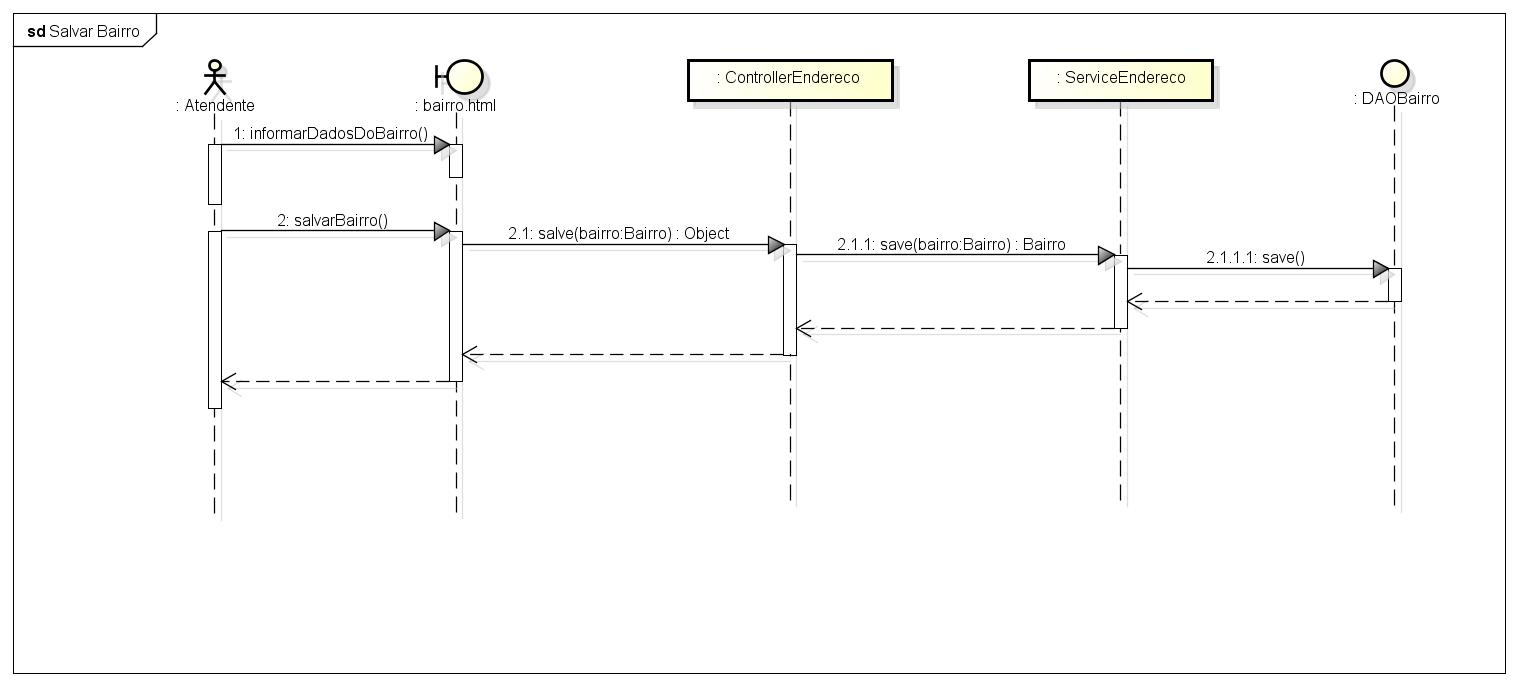 sd Salvar Bairro
: Atendente
: bairro.html
: ControllerEndereco
: ServiceEndereco
: DAOBairro
1: informarDadosDoBairro()
2: salvarBairro()
2.1: salve(bairro:Bairro) : Object
2.1.1: save(bairro:Bairro) : Bairro
2.1.1.1: save()